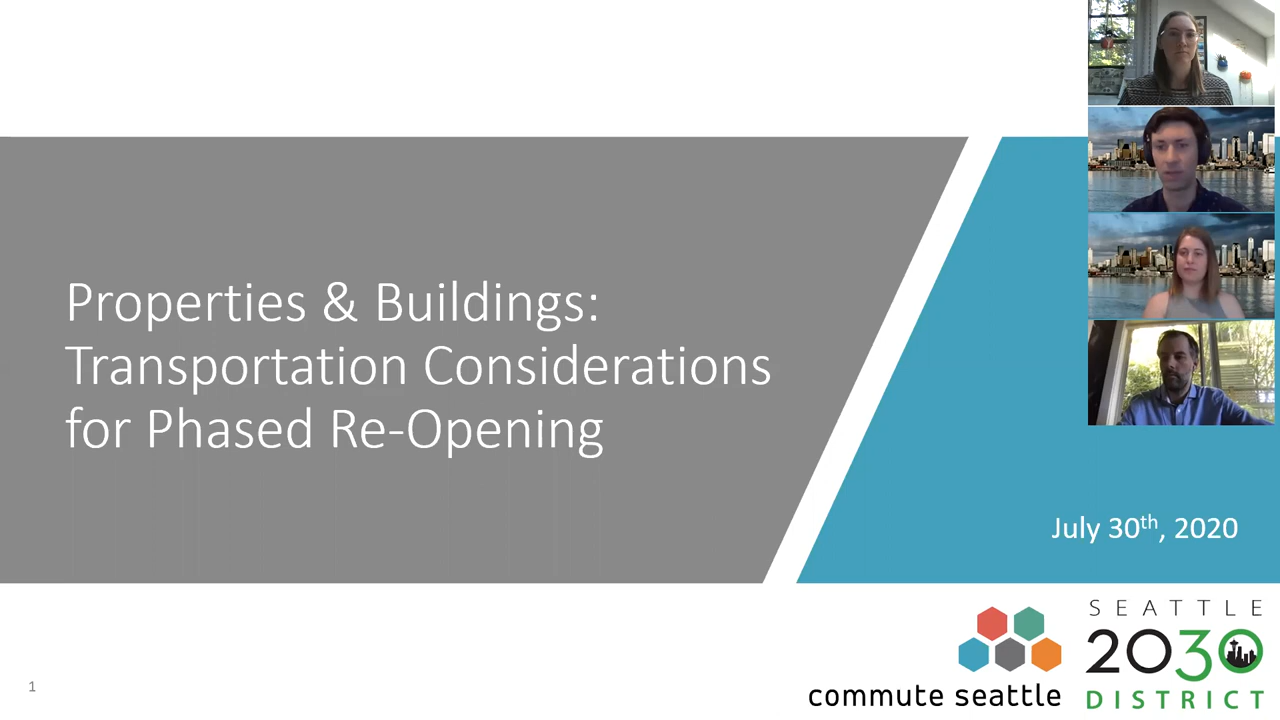 Properties & Buildings:
Transportation Considerations
for Phased Re-Opening
July 30th, 2020
1
commute seattle
SEATTLE
2030
DISTRICT